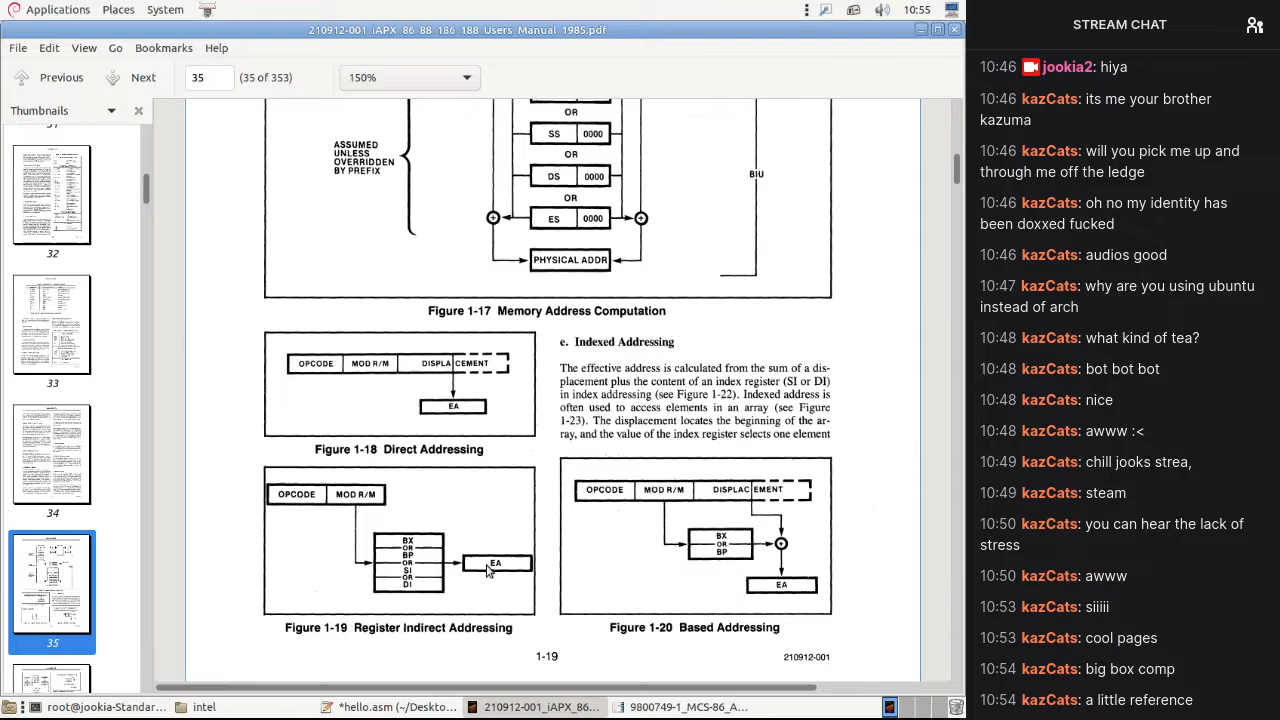 Applications Places System
10:55
210912-001_iAPX_86_88_186_188_Users_Manual_1985.pdf
File Edit View Go Bookmarks Help
Previous Next 35 (35 of 353) 150%
Thumbnails
32
33
34
35
OR
SS 0000
OR
DS 0000
OR
ES 0000
ASSUMED
UNLESS
OVERRIDDEN
BY PREFIX
BIU
PHYSICAL ADDR
Figure 1-17 Memory Address Computation
OPCODE MOD R/M DISPLACEMENT
EA
Figure 1-18 Direct Addressing
e. Indexed Addressing
The effective address is calculated from the sum of a dis-
placement plus the content of an index register (SI or DI)
in index addressing (see Figure 1-22). Indexed address is
often used to access elements in an array (see Figure
1-23). The displacement locates the beginning of the ar-
ray, and the value of the index register selects one element
OPCODE MOD R/M
BX
OR
BP
OR
SI
OR
DI
EA
Figure 1-19 Register Indirect Addressing
OPCODE MOD R/M DISPLACEMENT
BX
OR
BP
EA
Figure 1-20 Based Addressing
1-19
210912-001
root@jookia-Standar...
intel
*hello.asm (~/Deskto...
210912-001_iAPX_86...
9800749-1_MCS-86_A...
STREAM CHAT
10:46 jookia2: hiya
10:46 kazCats: its me your brother
kazuma
10:46 kazCats: will you pick me up and
through me off the ledge
10:46 kazCats: oh no my identity has
been doxxed fucked
10:46 kazCats: audios good
10:47 kazCats: why are you using ubuntu
instead of arch
10:48 kazCats: what kind of tea?
10:48 kazCats: bot bot bot
10:48 kazCats: nice
10:48 kazCats: awww :<
10:49 kazCats: chill jooks strea,
10:49 kazCats: steam
10:50 kazCats: you can hear the lack of
stress
10:50 kazCats: awww
10:53 kazCats: siiiii
10:53 kazCats: cool pages
10:54 kazCats: big box comp
10:54 kazCats: a little reference